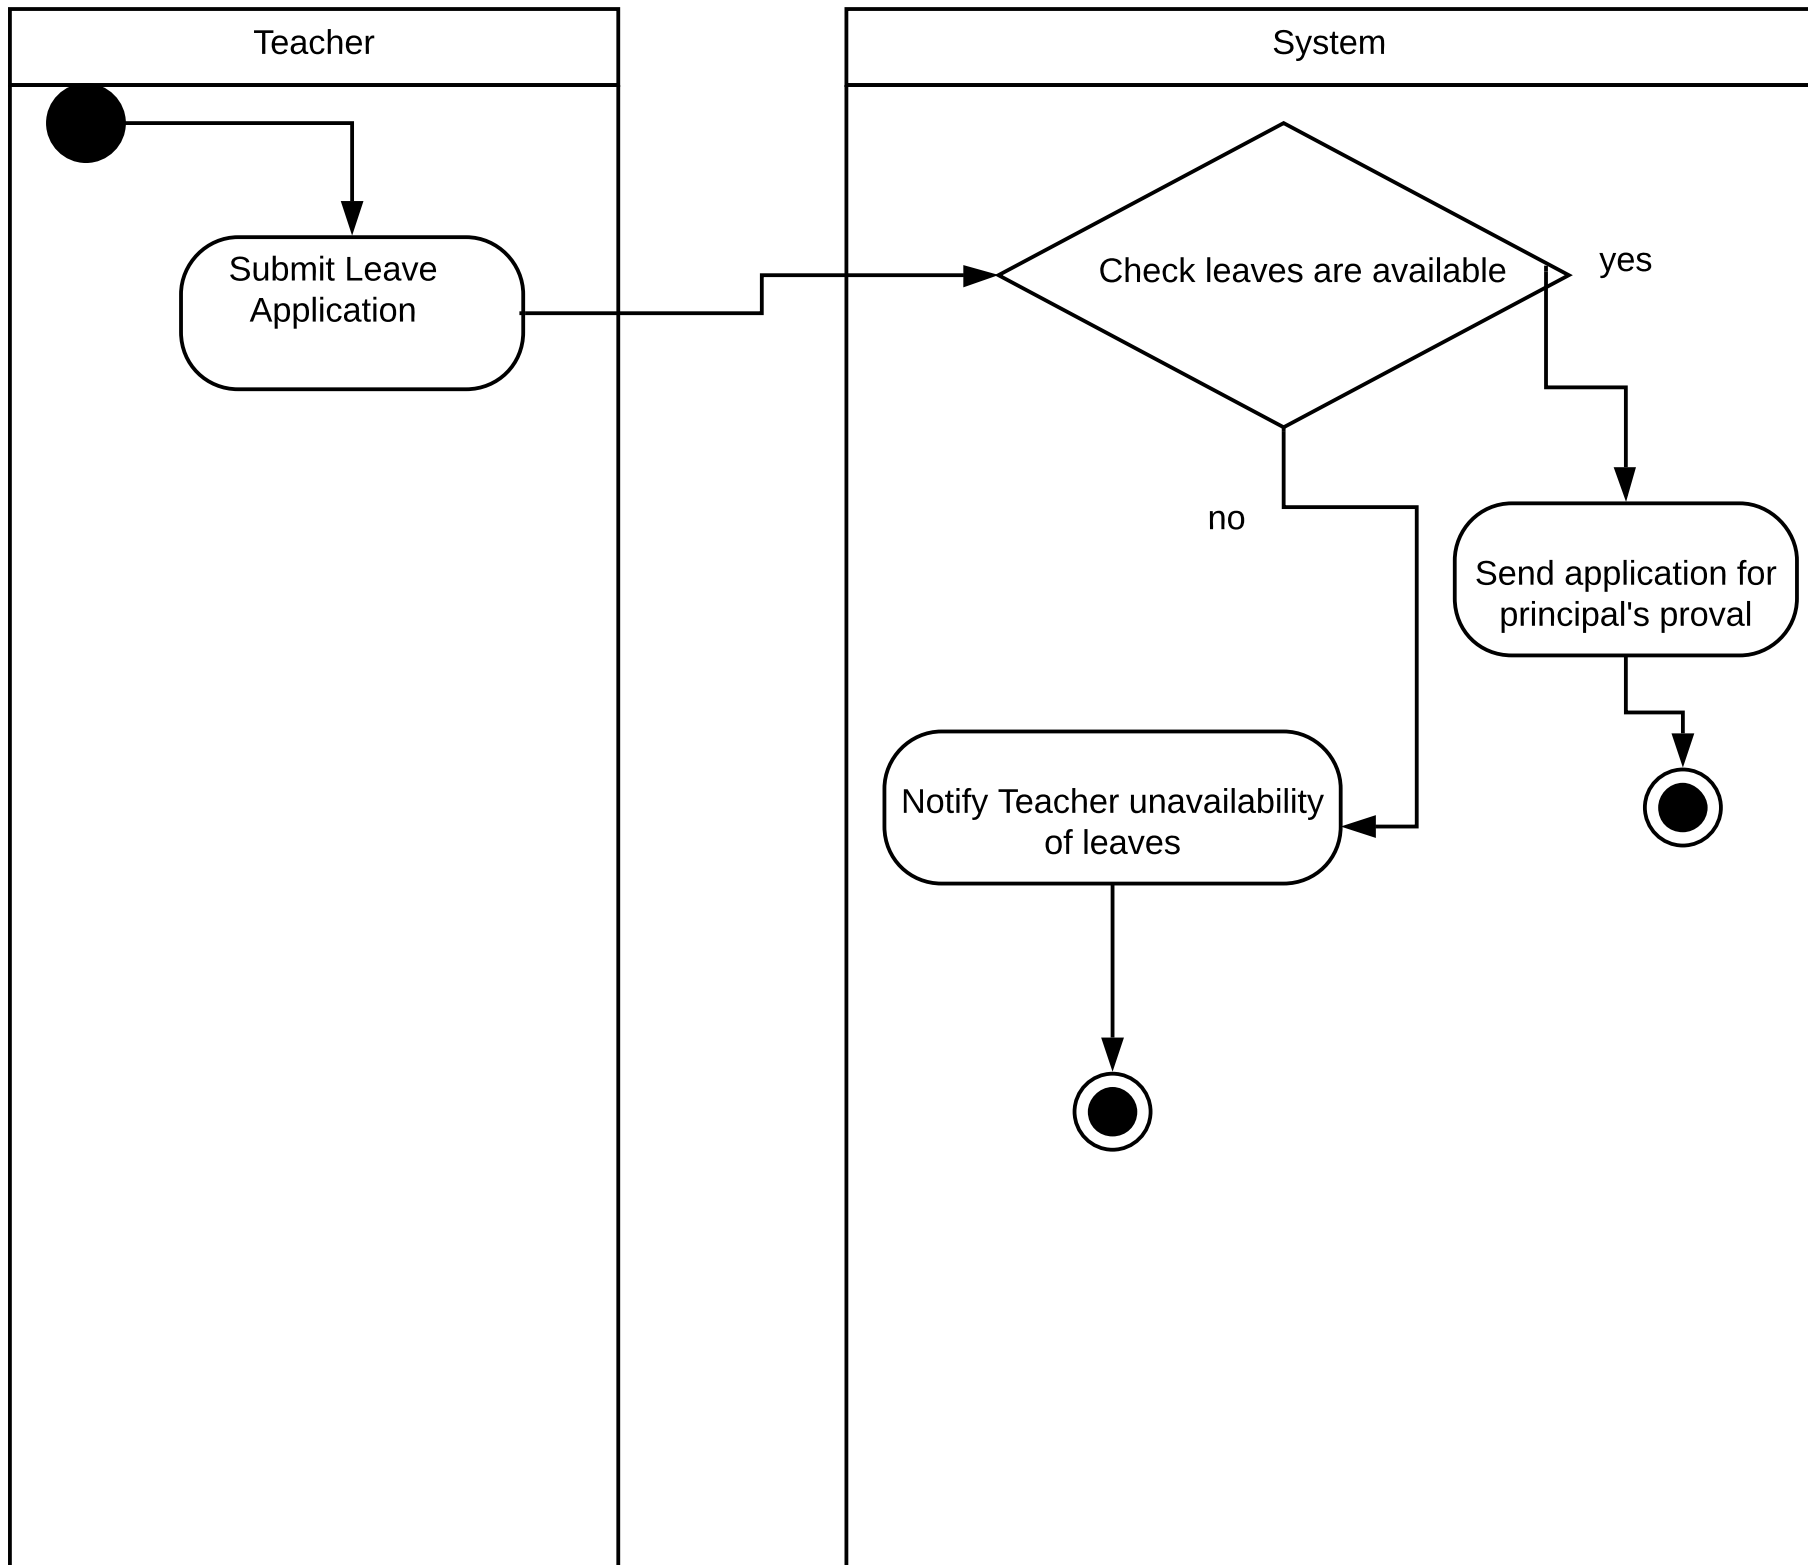 Teacher
System
Submit Leave
Application
Check leaves are available
yes
no
Send application for
principal's proval
Notify Teacher unavailability
of leaves